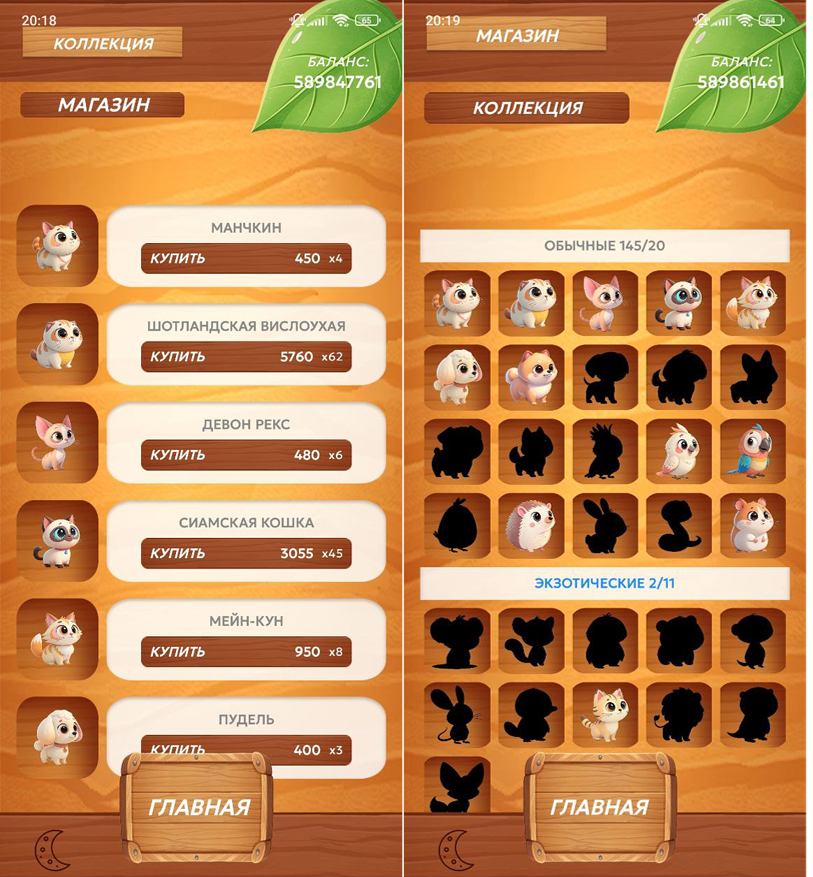 20:18
65
КОЛЛЕКЦИЯ
БАЛАНС:
589847761
МАГАЗИН
МАНЧКИН
КУПИТЬ 450 x4
ШОТЛАНДСКАЯ ВИСЛОУХАЯ
КУПИТЬ 5760 x62
ДЕВОН РЕКС
КУПИТЬ 480 x6
СИАМСКАЯ КОШКА
КУПИТЬ 3055 x45
МЕЙН-КУН
КУПИТЬ 950 x8
ПУДЕЛЬ
КУПИТЬ 400 x3
ГЛАВНАЯ
20:19
64
МАГАЗИН
БАЛАНС:
589861461
КОЛЛЕКЦИЯ
ОБЫЧНЫЕ 145/20
ЭКЗОТИЧЕСКИЕ 2/11
ГЛАВНАЯ